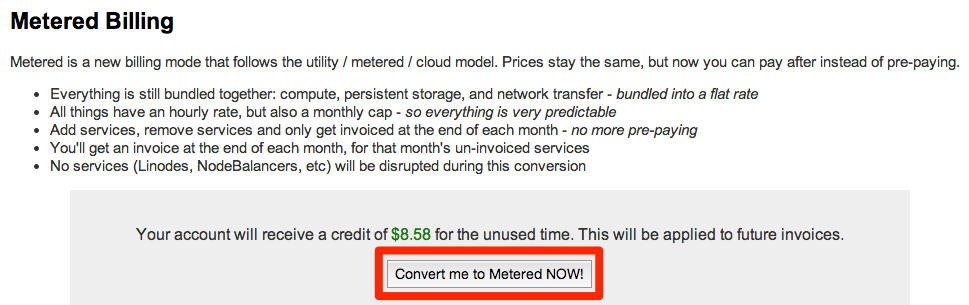 Metered Billing
Metered is a new billing mode that follows the utility / metered / cloud model. Prices stay the same, but now you can pay after instead of pre-paying.
• Everything is still bundled together: compute, persistent storage, and network transfer - bundled into a flat rate
• All things have an hourly rate, but also a monthly cap - so everything is very predictable
• Add services, remove services and only get invoiced at the end of each month - no more pre-paying
• You'll get an invoice at the end of each month, for that month's un-invoiced services
• No services (Linodes, NodeBalancers, etc) will be disrupted during this conversion
Your account will receive a credit of $8.58 for the unused time. This will be applied to future invoices.
Convert me to Metered NOW!